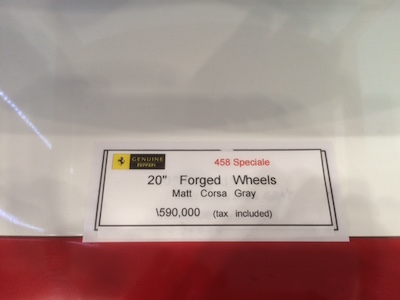 GENUINE
FERRARI
458 Speciale
20" Forged Wheels
Matt Corsa Gray
\590,000 (tax included)